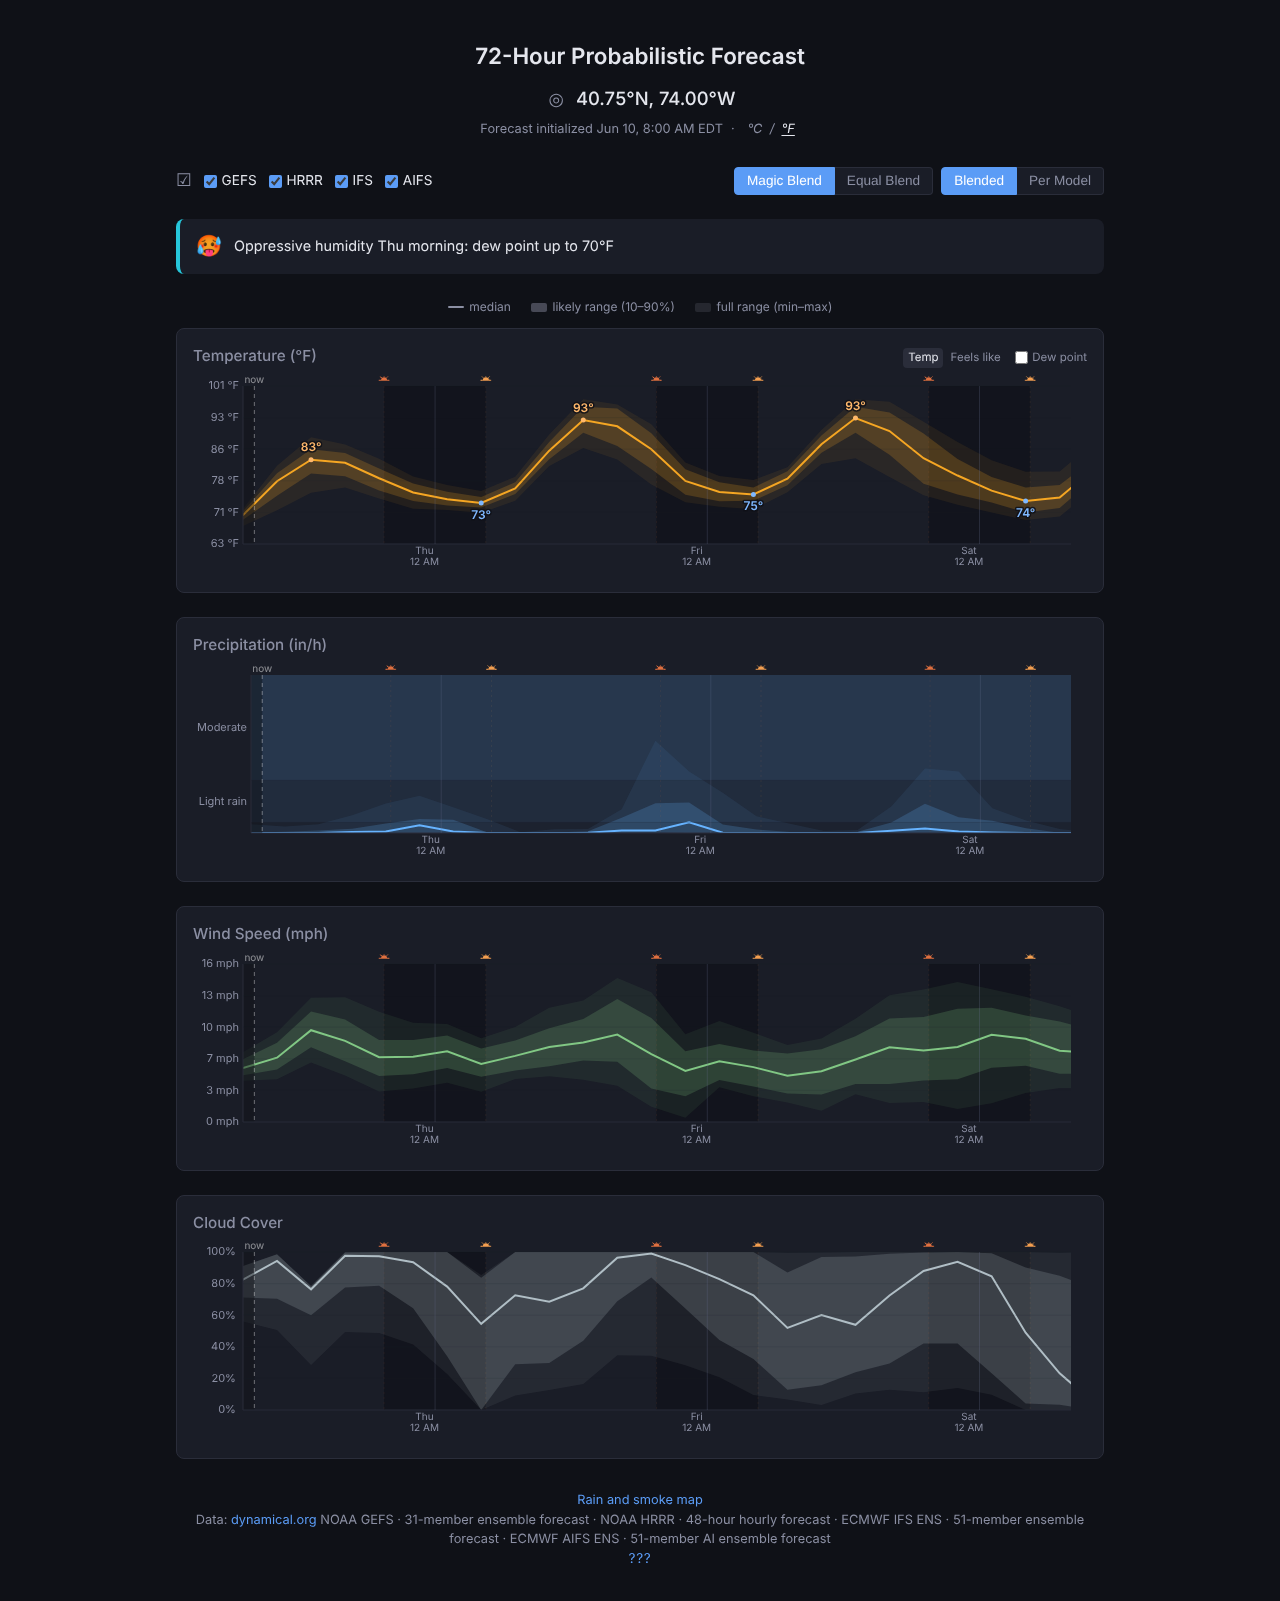 72-Hour Probabilistic Forecast
◎ 40.75°N, 74.00°W
Forecast initialized Jun 10, 8:00 AM EDT · °C / °F
☑ GEFS HRRR IFS AIFS
Magic Blend Equal Blend Blended Per Model
🥵 Oppressive humidity Thu morning: dew point up to 70°F
median likely range (10–90%) full range (min–max)
Temperature (°F)
Temp Feels like Dew point
now
101 °F
93 °F
86 °F
78 °F
71 °F
63 °F
83°
73°
93°
75°
93°
74°
Thu
12 AM
Fri
12 AM
Sat
12 AM
Precipitation (in/h)
now
Moderate
Light rain
Thu
12 AM
Fri
12 AM
Sat
12 AM
Wind Speed (mph)
now
16 mph
13 mph
10 mph
7 mph
3 mph
0 mph
Thu
12 AM
Fri
12 AM
Sat
12 AM
Cloud Cover
now
100%
80%
60%
40%
20%
0%
Thu
12 AM
Fri
12 AM
Sat
12 AM
Rain and smoke map
Data: dynamical.org NOAA GEFS · 31-member ensemble forecast · NOAA HRRR · 48-hour hourly forecast · ECMWF IFS ENS · 51-member ensemble
forecast · ECMWF AIFS ENS · 51-member AI ensemble forecast
???